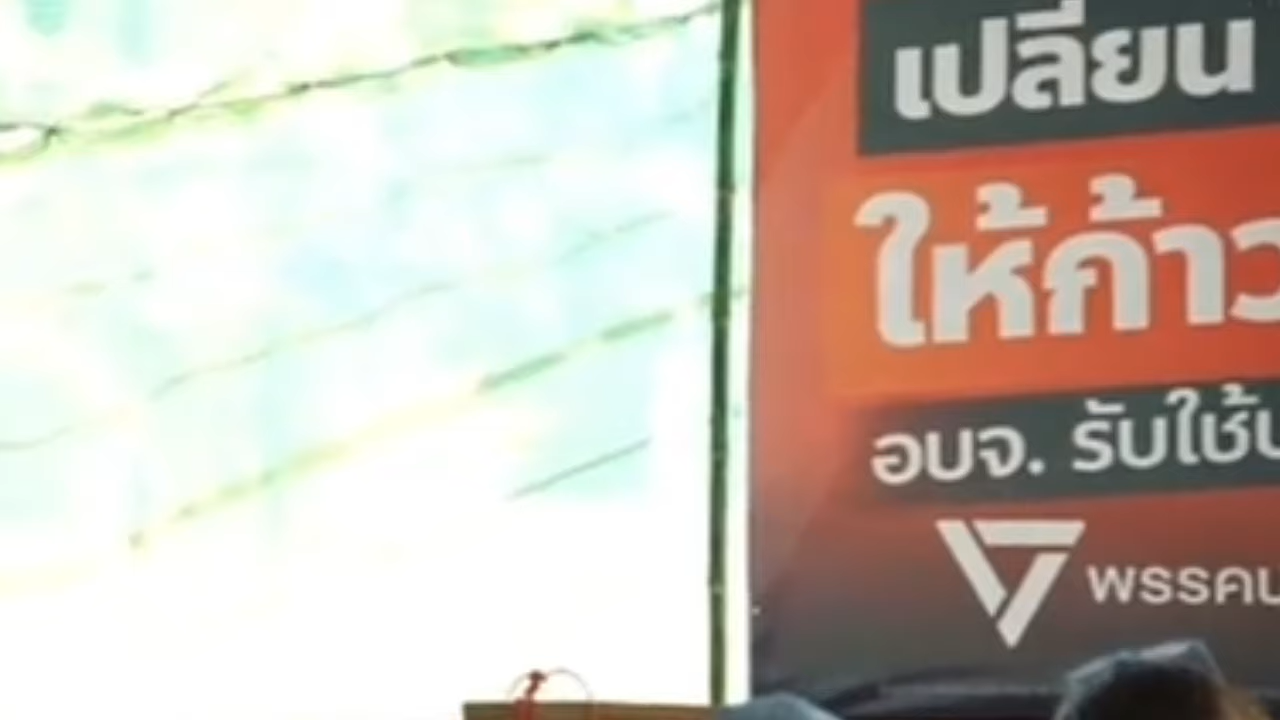 เปลี่ยน
ให้ก้าว
อบจ. รับใช้ป
พรรคป